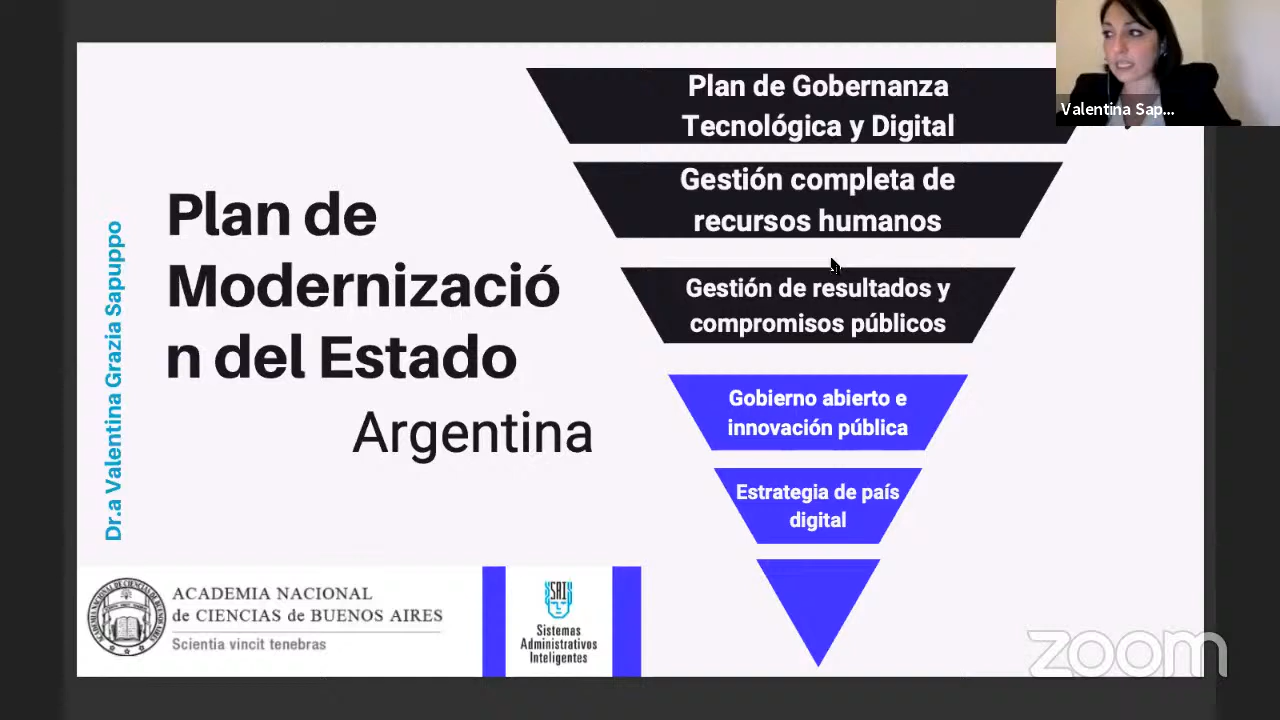 Plan de Gobernanza
Tecnológica y Digital
Valentina Sap...
Gestión completa de
recursos humanos
Plan de
Modernizació
n del Estado
Argentina
Dr.a Valentina Grazia Sapuppo
Gestión de resultados y
compromisos públicos
Gobierno abierto e
innovación pública
Estrategia de país
digital
ACADEMIA NACIONAL
de CIENCIAS de BUENOS AIRES
Scientia vincit tenebras
SAI
Sistemas
Administrativos
Inteligentes
zoom